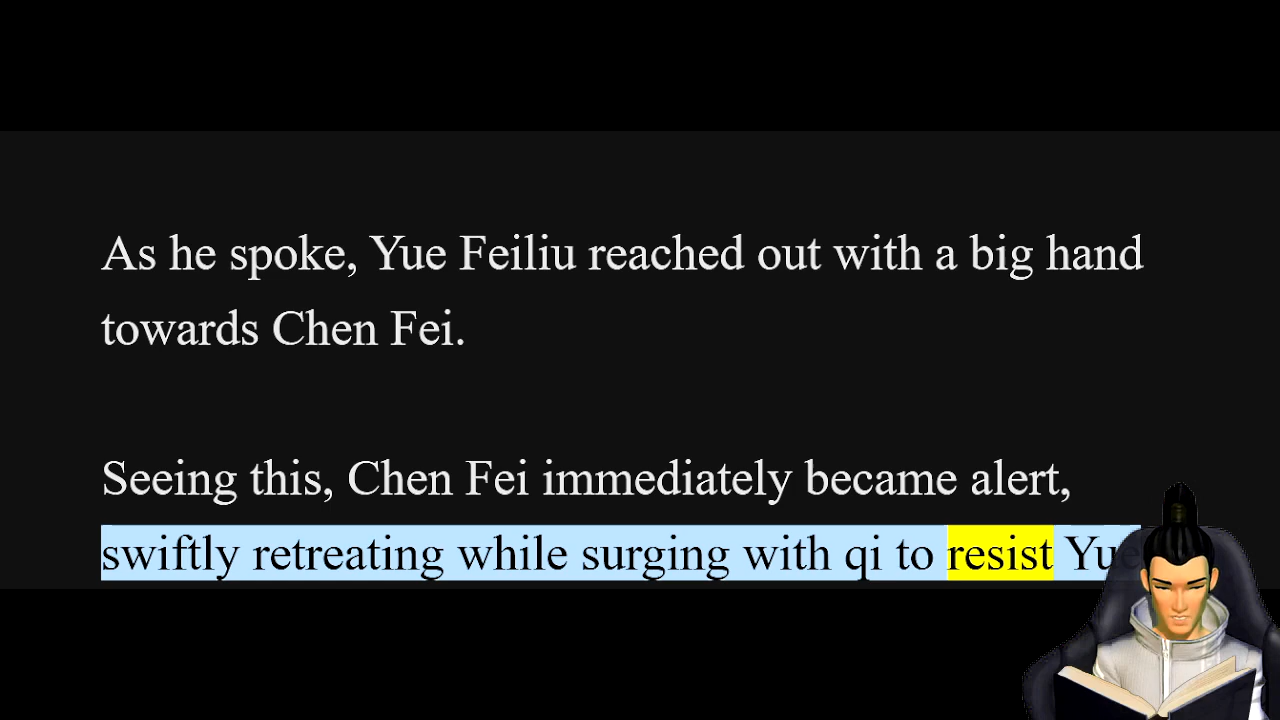 As he spoke, Yue Feiliu reached out with a big hand
towards Chen Fei.
Seeing this, Chen Fei immediately became alert,
swiftly retreating while surging with qi to resist Yue